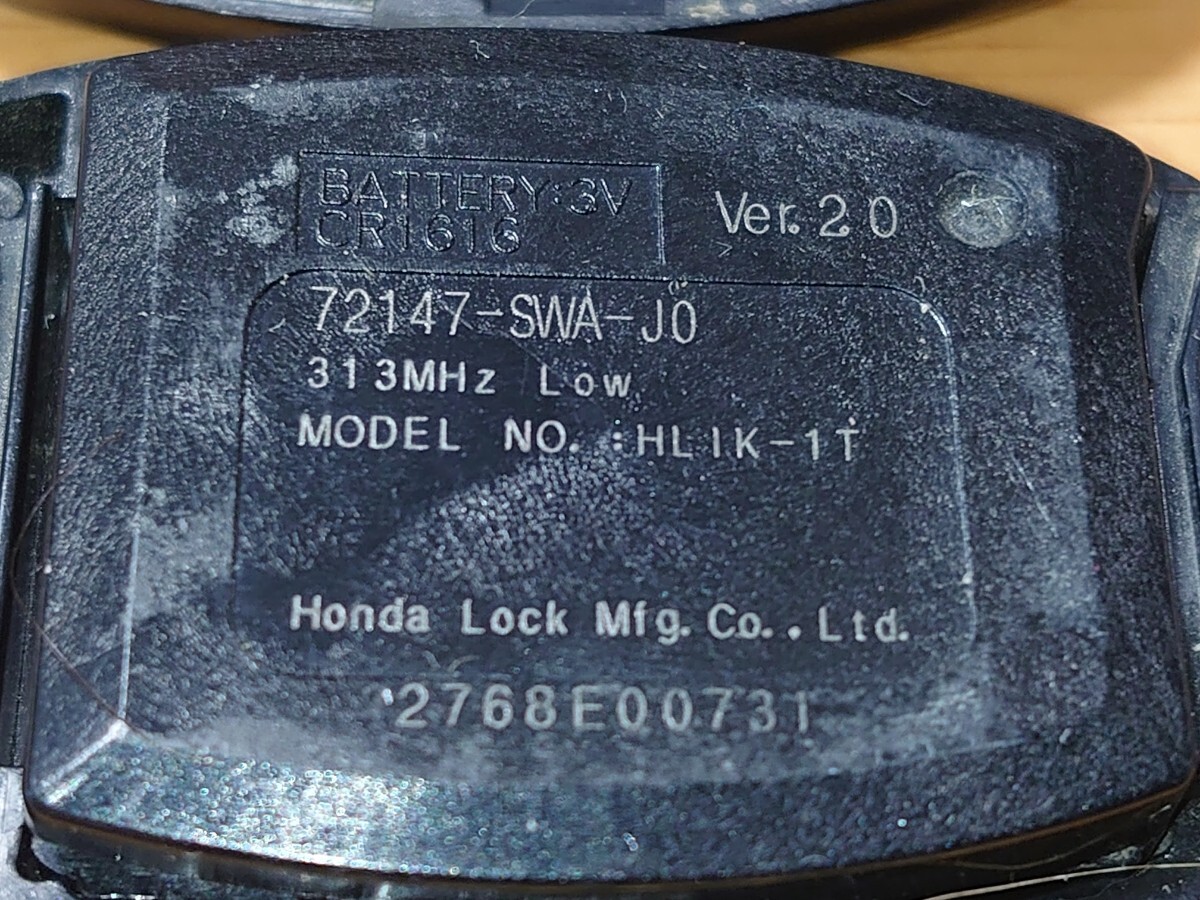 BATTERY:3V
CR1616
Ver.2.0
72147-SWA-J0
313MHz Low
MODEL NO. :HLIK-1T
Honda Lock Mfg. Co., Ltd.
2768E00731